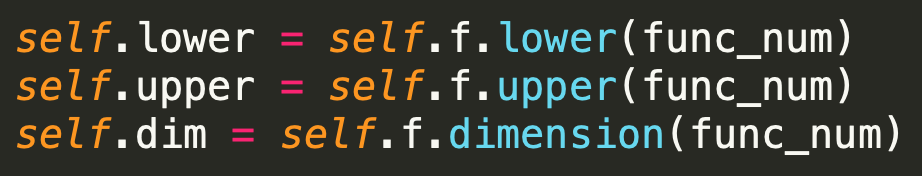 self.lower = self.f.lower(func_num)
self.upper = self.f.upper(func_num)
self.dim = self.f.dimension(func_num)